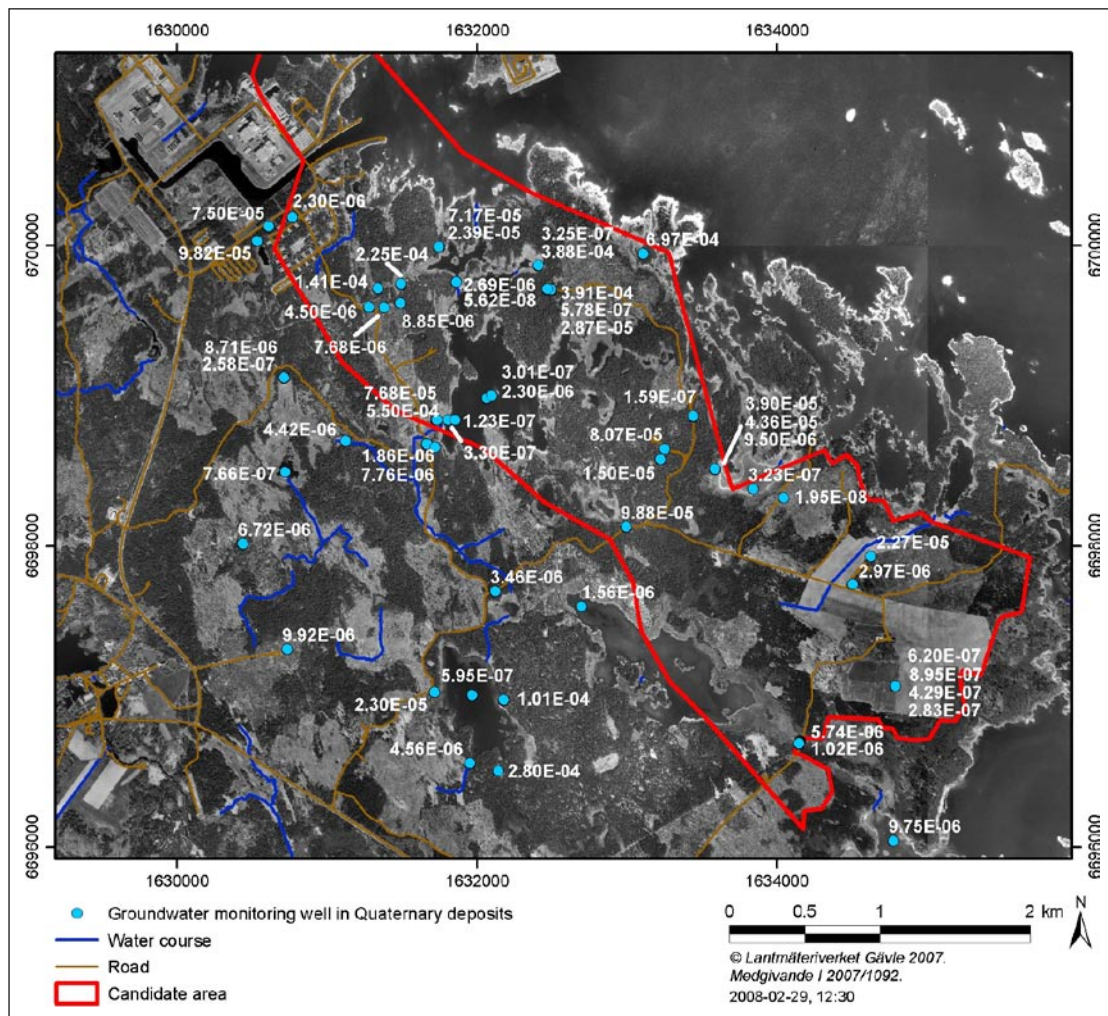 1630000
1632000
1634000
6700000
6700000
2,30E-06
7.50E-05
9.82E-05
7.17E-05
2.39E-05
2.25E-04
3.25E-07
3.88E-04
6.97E-04
1.41E-04
2.69E-06
5.62E-08
3.91E-04
5.78E-07
2.87E-05
4.50E-06
8.85E-06
7.68E-06
8.71E-06
2.58E-07
3.01E-07
2.30E-06
7.68E-05
5.50E-04
1.23E-07
3.30E-07
1.59E-07
3.90E-05
4.36E-05
9.50E-06
4.42E-06
1.86E-06
7.76E-06
8.07E-05
1.50E-05
7.66E-07
3.23E-07
1.95E-08
6.72E-06
9.88E-05
2.27E-05
2.97E-06
6698000
6698000
3.46E-06
1.56E-06
9.92E-06
5.95E-07
2.30E-05
1.01E-04
6.20E-07
8.95E-07
4.29E-07
2.83E-07
4.56E-06
2.80E-04
5.74E-06
1.02E-06
9.75E-06
6696000
6696000
1630000
1632000
1634000
Groundwater monitoring well in Quaternary deposits
Water course
Road
Candidate area
0 0.5 1 2 km
N
© Lantmäteriverket Gävle 2007.
Medgivande I 2007/1092.
2008-02-29, 12:30